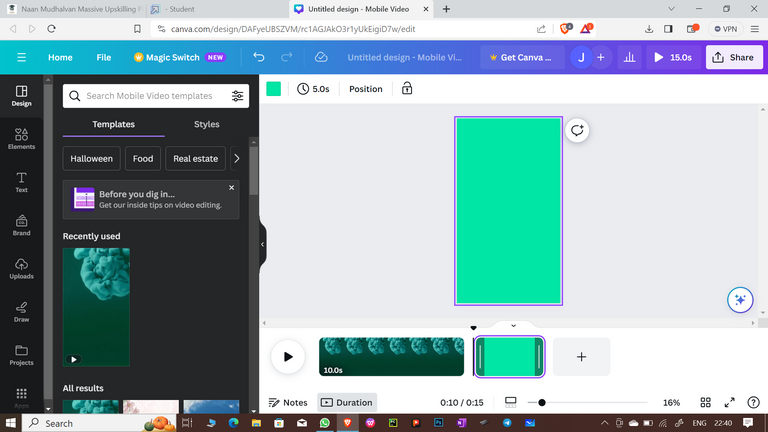 Naan Mudhalvan Massive Upskilling
- Student
Untitled design - Mobile Video
canva.com/design/DAFyeUBSZVM/rc1AGJAkO3r1yUkEigiD7w/edit
VPN
Home
File
Magic Switch
NEW
Untitled design - Mobile Vi...
Get Canva ...
J
15.0s
Share
Design
Elements
Text
Brand
Uploads
Draw
Projects
Apps
Search Mobile Video templates
Templates
Styles
Halloween
Food
Real estate
Before you dig in...
Get our inside tips on video editing.
Recently used
All results
5.0s
Position
10.0s
Notes
Duration
0:10 / 0:15
16%
Search
ENG
22:40